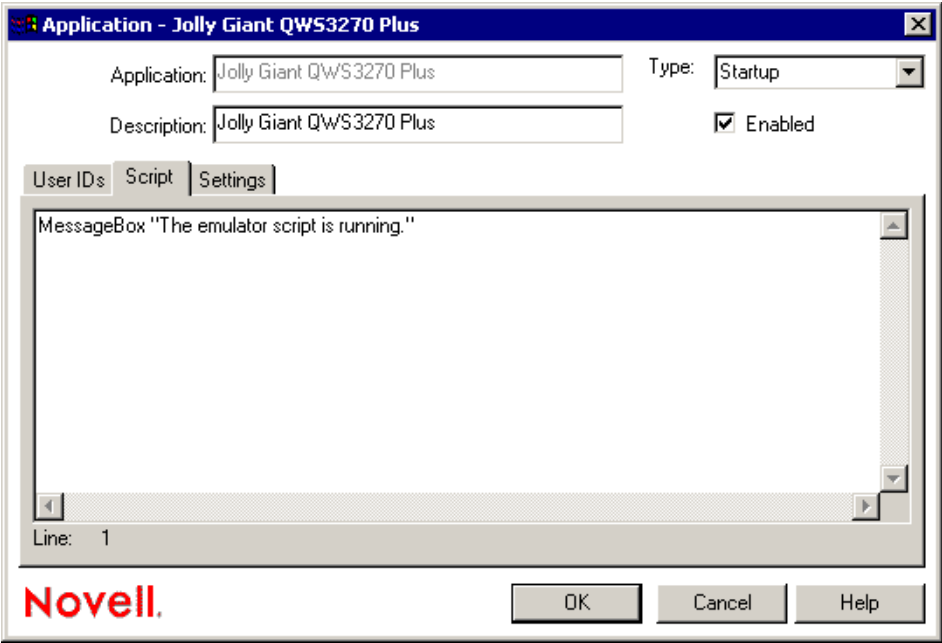 Application - Jolly Giant QWS3270 Plus
Application: Jolly Giant QWS3270 Plus Type: Startup
Description: Jolly Giant QWS3270 Plus Enabled
User IDs Script Settings
MessageBox "The emulator script is running."
Line: 1
Novell. OK Cancel Help